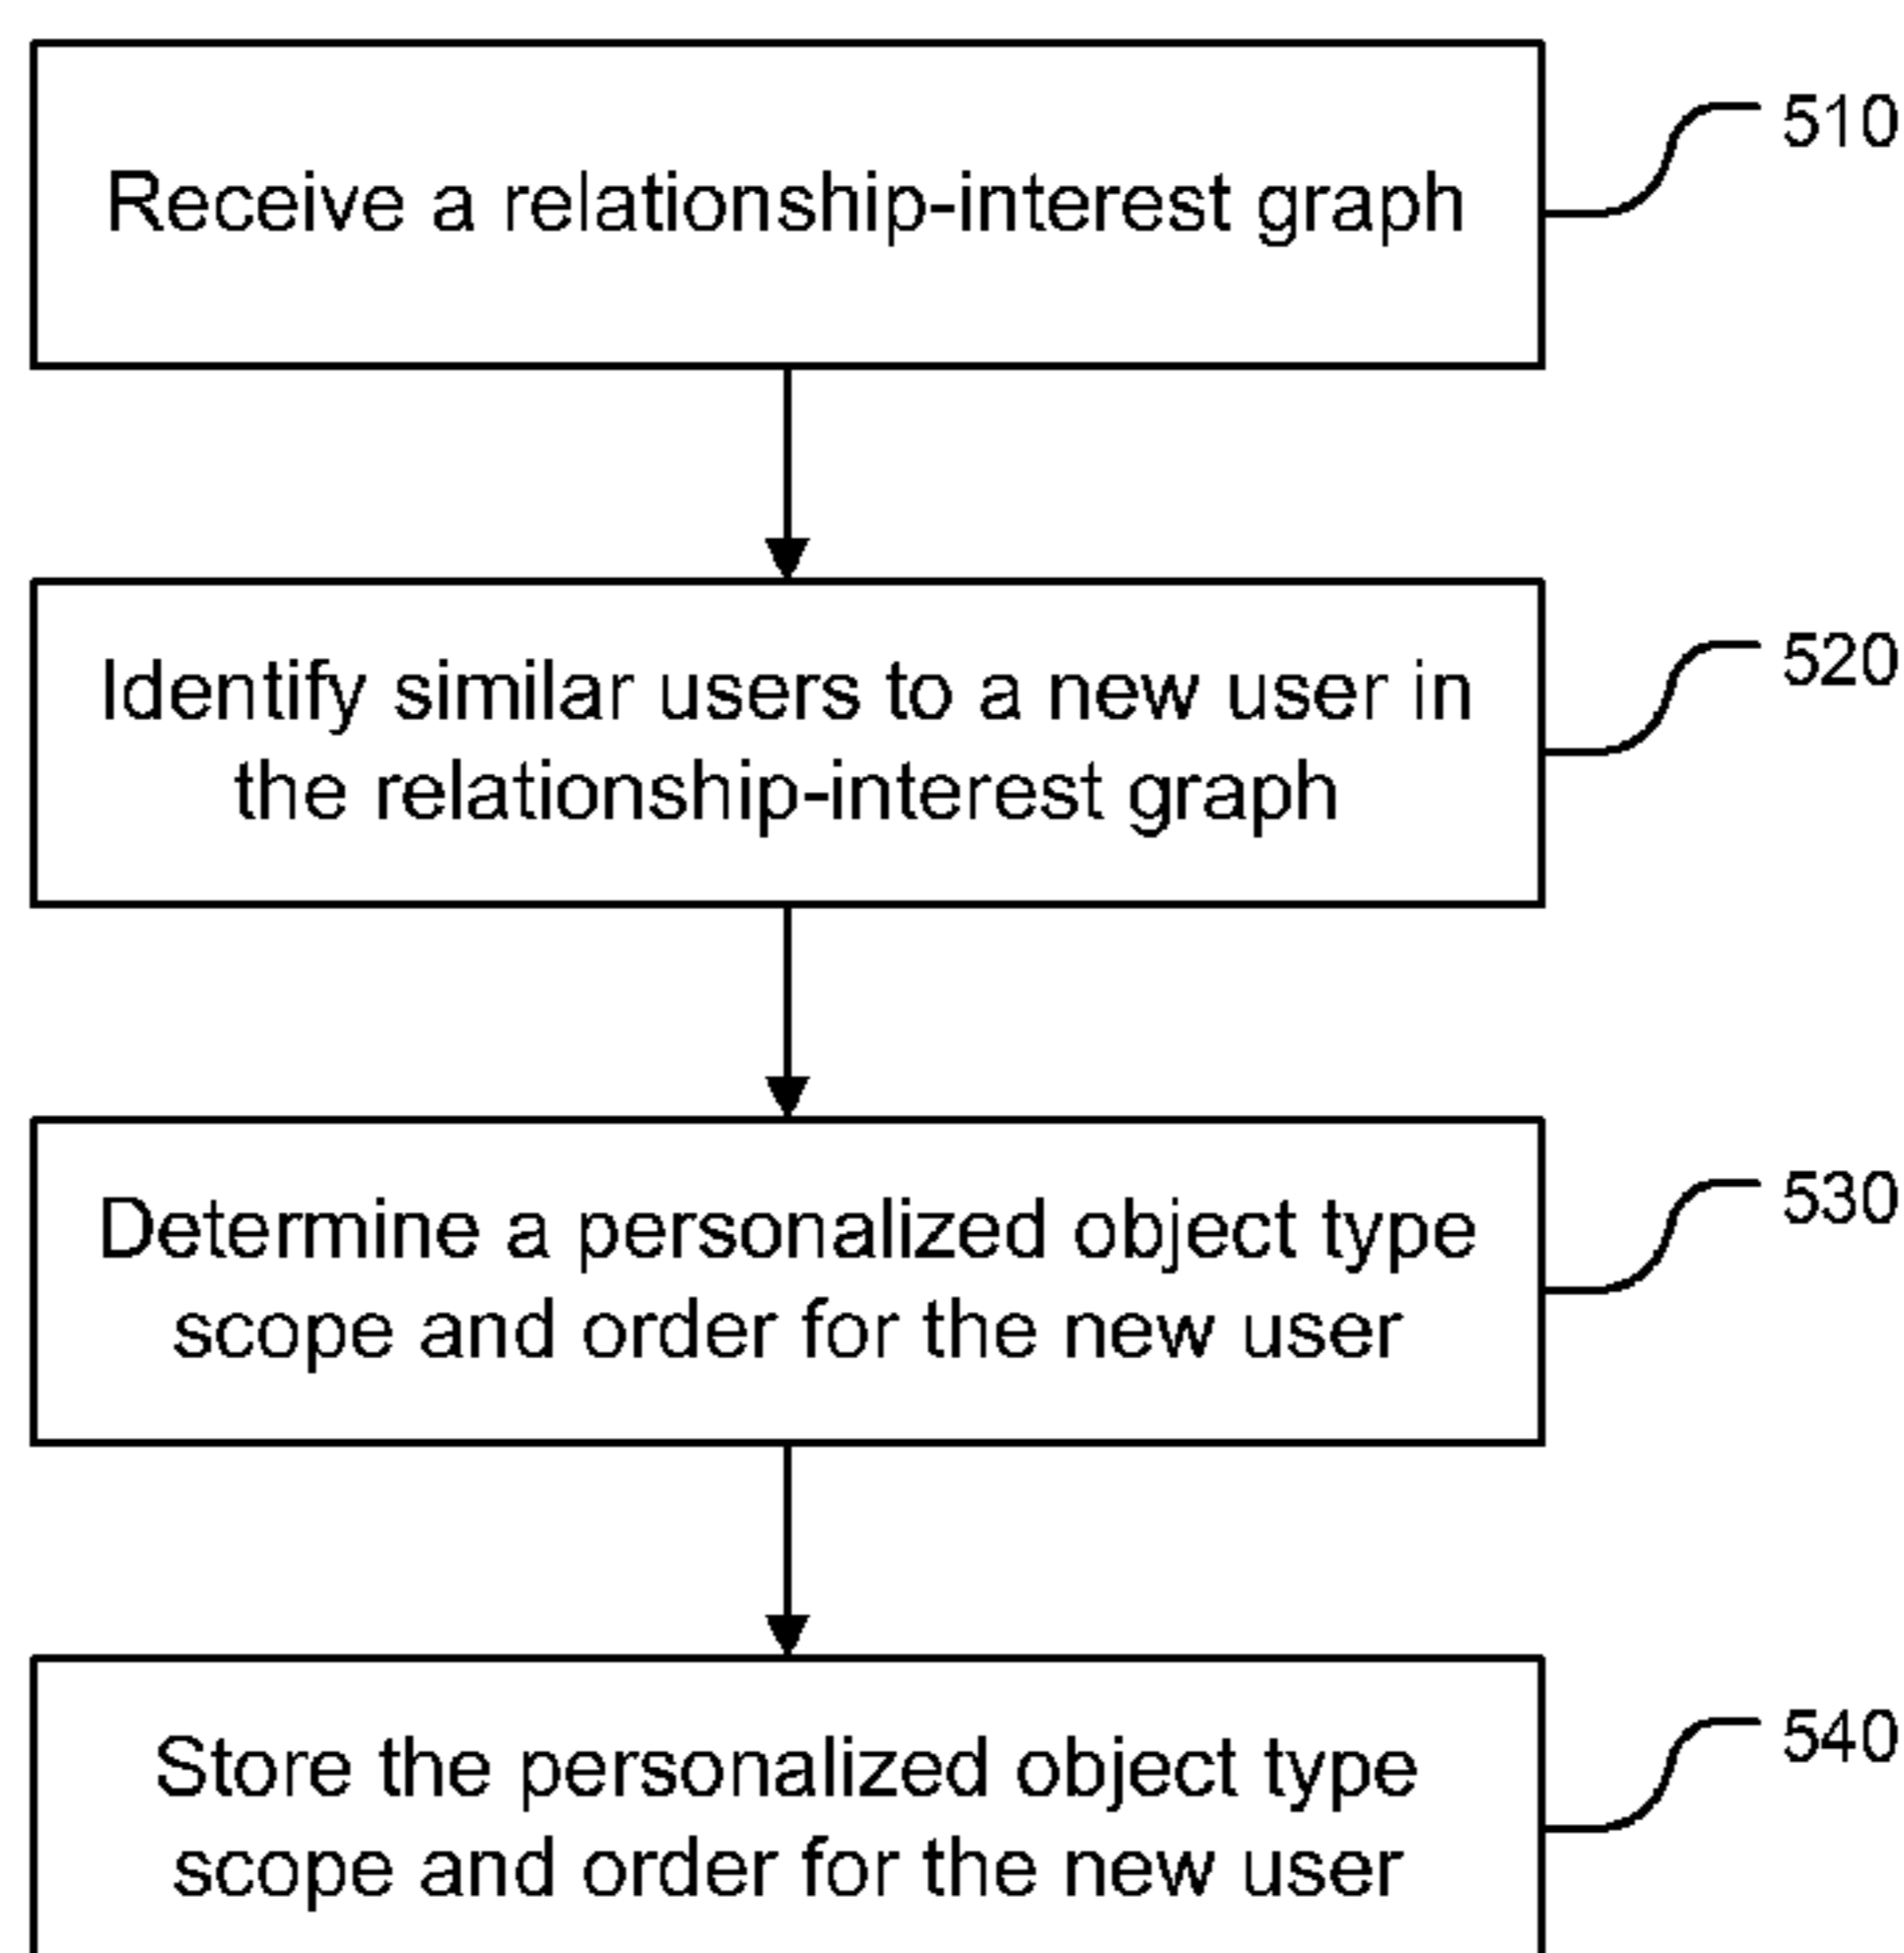 Receive a relationship-interest graph
510
Identify similar users to a new user in
the relationship-interest graph
520
Determine a personalized object type
scope and order for the new user
530
Store the personalized object type
scope and order for the new user
540